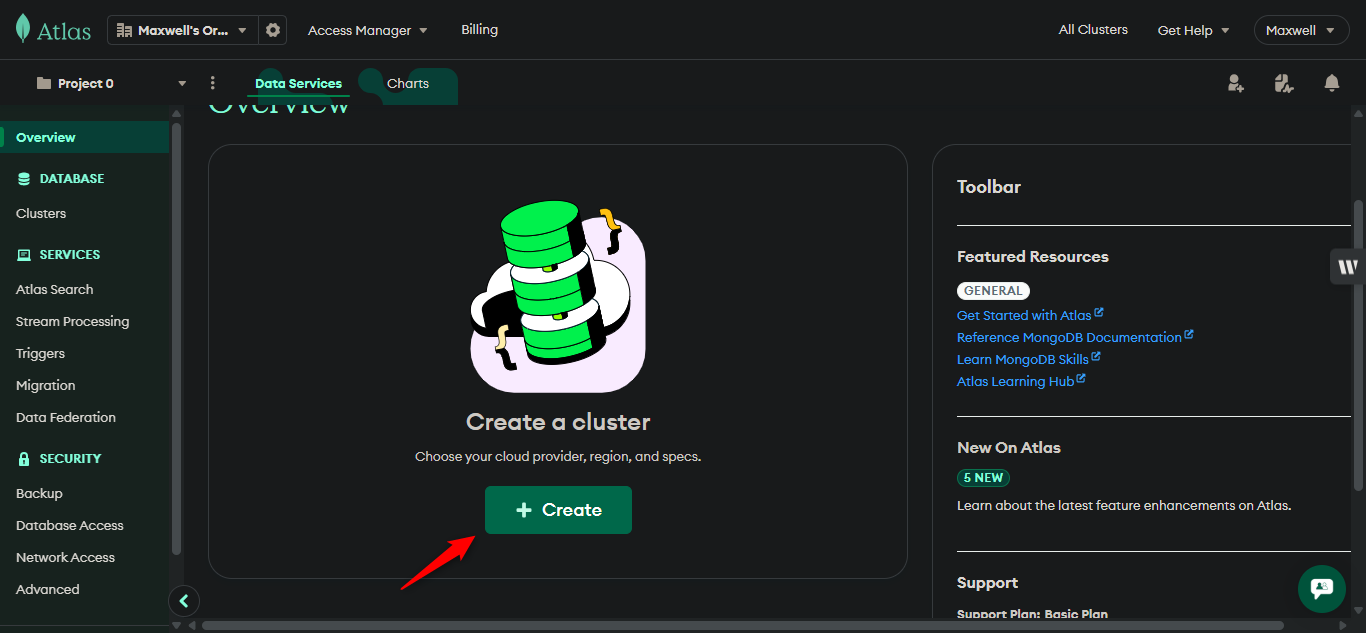 Atlas
Maxwell's Or...
Access Manager
Billing
All Clusters
Get Help
Maxwell
Project 0
Data Services
Charts
Overview
Overview
DATABASE
Clusters
SERVICES
Atlas Search
Stream Processing
Triggers
Migration
Data Federation
SECURITY
Backup
Database Access
Network Access
Advanced
Create a cluster
Choose your cloud provider, region, and specs.
+ Create
Toolbar
Featured Resources
GENERAL
Get Started with Atlas
Reference MongoDB Documentation
Learn MongoDB Skills
Atlas Learning Hub
New On Atlas
5 NEW
Learn about the latest feature enhancements on Atlas.
Support
Support Plan: Basic Plan
W